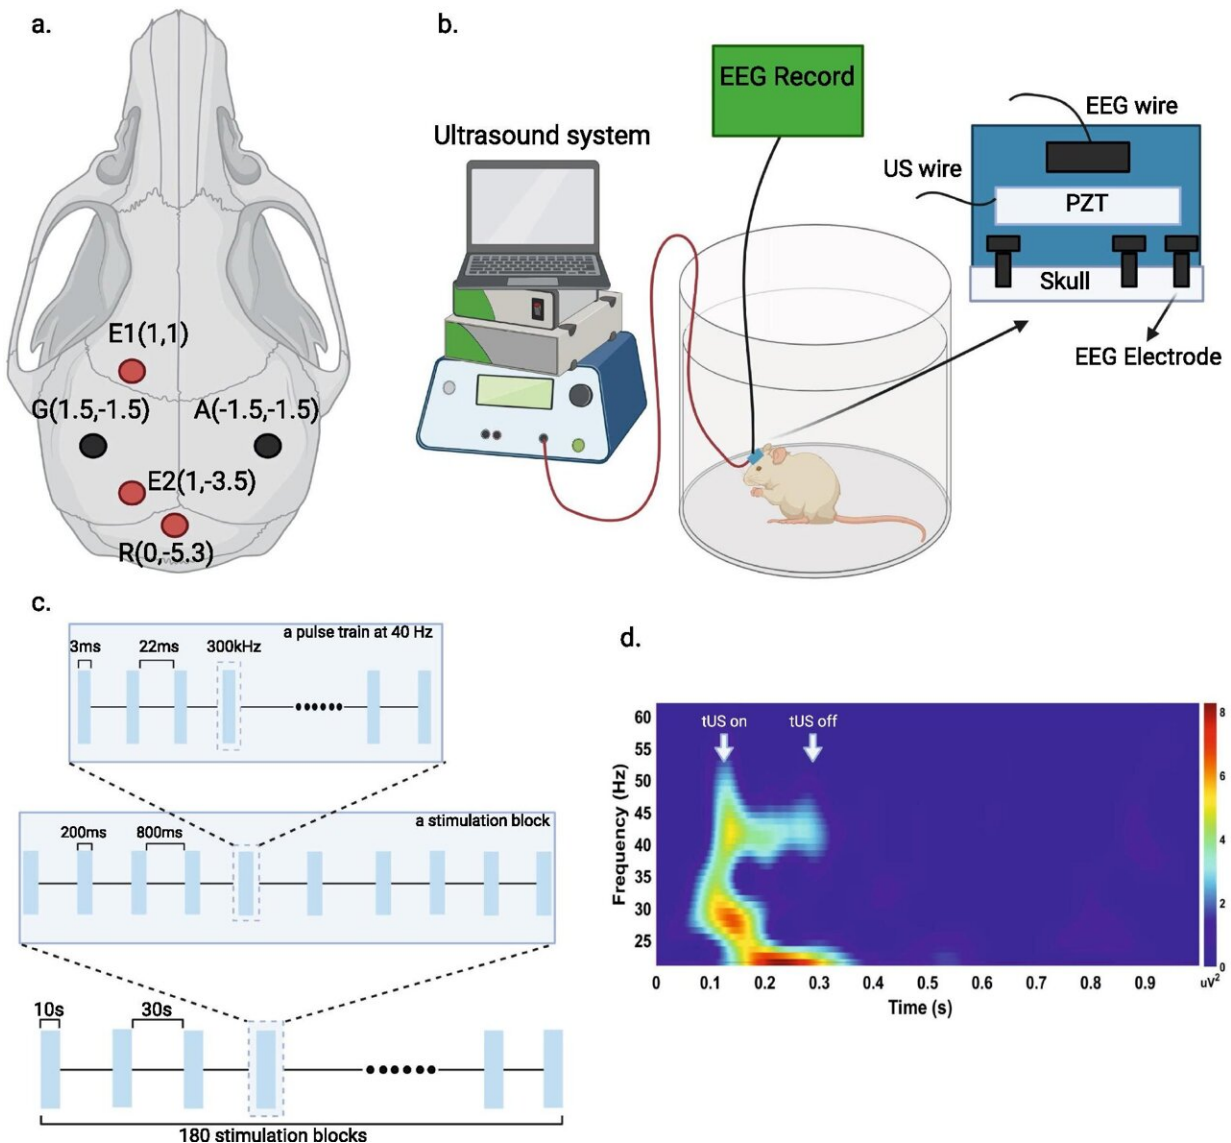 a.
E1(1,1)
G(1.5,-1.5)
A(-1.5,-1.5)
E2(1,-3.5)
R(0,-5.3)
b.
Ultrasound system
EEG Record
EEG wire
US wire
PZT
Skull
EEG Electrode
c.
a pulse train at 40 Hz
3ms
22ms
300kHz
a stimulation block
200ms
800ms
10s
30s
180 stimulation blocks
d.
tUS on
tUS off
Frequency (Hz)
60
55
50
45
40
35
30
25
0
0.1
0.2
0.3
0.4
0.5
0.6
0.7
0.8
0.9
Time (s)
8
6
4
2
0
uV²